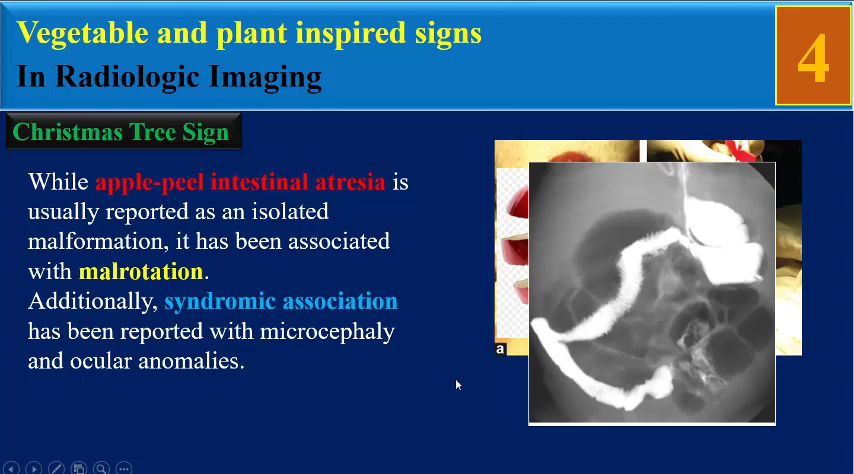 Vegetable and plant inspired signs
In Radiologic Imaging
4
Christmas Tree Sign
While apple-peel intestinal atresia is
usually reported as an isolated
malformation, it has been associated
with malrotation.
Additionally, syndromic association
has been reported with microcephaly
and ocular anomalies.
a